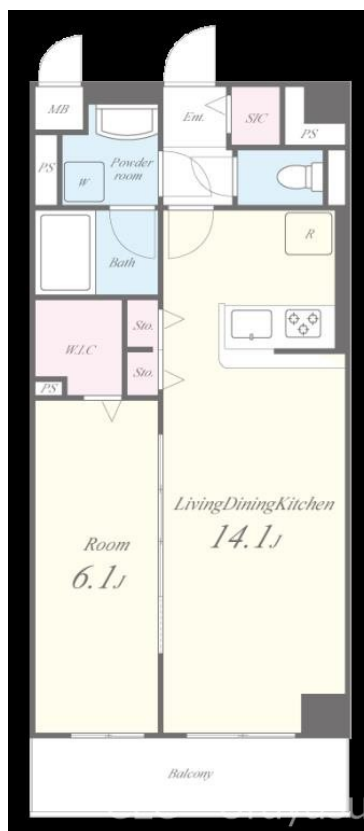 MB
Ent.
SIC
PS
PS
Powder
room
W
Bath
R
Sto.
W.I.C
Sto.
PS
LivingDiningKitchen
14.1J
Room
6.1J
Balcony